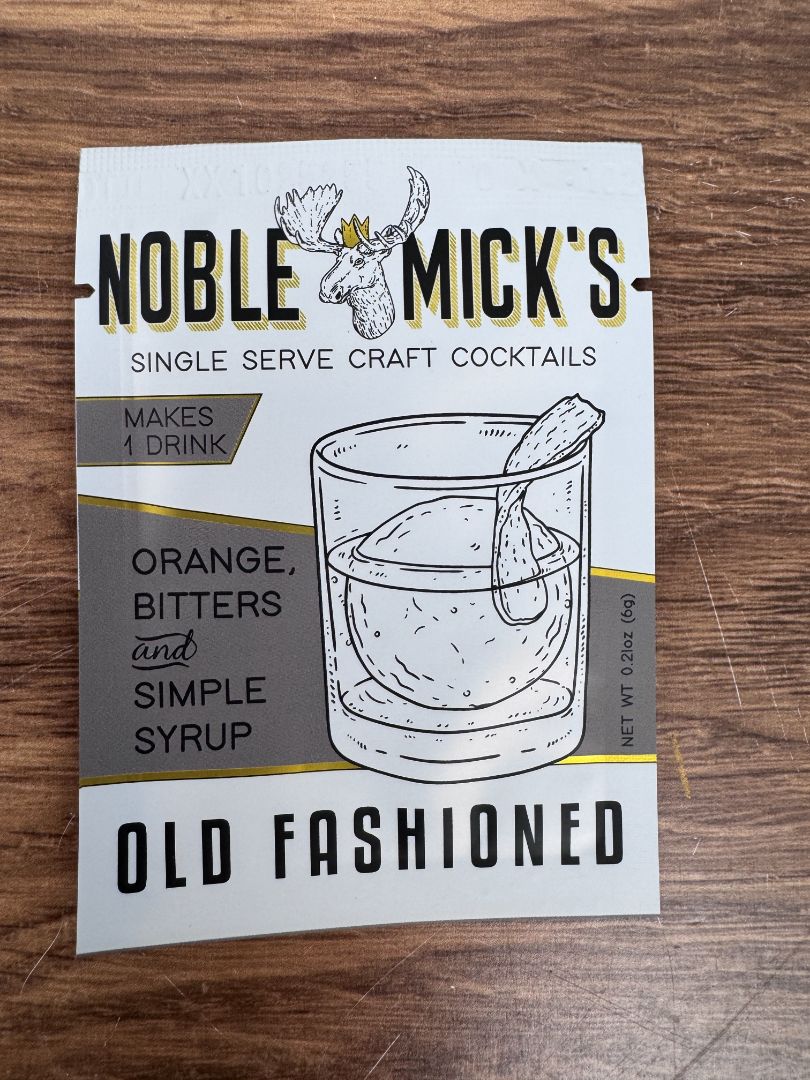 NOBLE MICK'S
SINGLE SERVE CRAFT COCKTAILS
MAKES
1 DRINK
ORANGE,
BITTERS
and
SIMPLE
SYRUP
NET WT 0.21oz (6g)
OLD FASHIONED